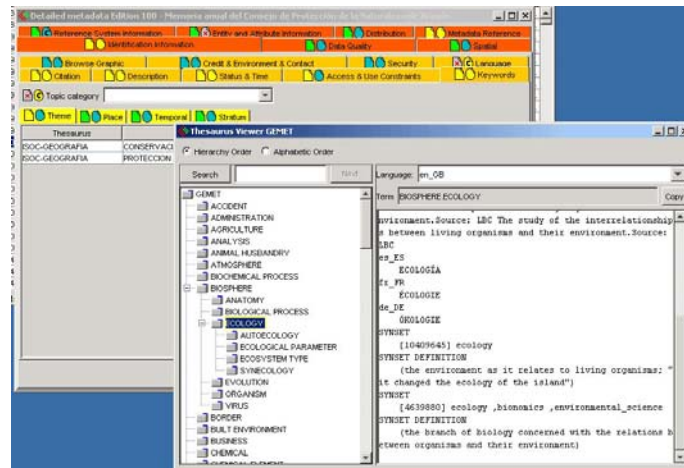 Detailed metadata Edition 100 - Memoria anual del Consejo de Protección de la Naturaleza de Aragón
Reference System Information
Entity and Attribute Information
Distribution
Metadata Reference
Identification Information
Data Quality
Spatial
Browse Graphic
Credit & Environment & Contact
Security
Language
Citation
Description
Status & Time
Access & Use Constraints
Keywords
Topic category
Theme
Place
Temporal
Stratum
Thesaurus
ISOC-GEOGRAFIA CONSERVACI
ISOC-GEOGRAFIA PROTECCION
Thesaurus Viewer GEMET
Hierarchy Order Alphabetic Order
Search Next
GEMET
ACCIDENT
ADMINISTRATION
AGRICULTURE
ANALYSIS
ANIMAL HUSBANDRY
ATMOSPHERE
BIOCHEMICAL PROCESS
BIOSPHERE
ANATOMY
BIOLOGICAL PROCESS
ECOLOGY
AUTOECOLOGY
ECOLOGICAL PARAMETER
ECOSYSTEM TYPE
SYNECOLOGY
EVOLUTION
ORGANISM
VIRUS
BORDER
BUILT ENVIRONMENT
BUSINESS
CHEMICAL
CHEMICAL ELEMENT
Language: en_GB
Term BIOSPHERE.ECOLOGY Copy
nvironment.Source: LBC The study of the interrelationship
s between living organisms and their environment.Source:
LBC
es_ES
ECOLOGÍA
fr_FR
ÉCOLOGIE
de_DE
ÖKOLOGIE
SYNSET
[10409645] ecology
SYNSET DEFINITION
(the environment as it relates to living organisms; "
it changed the ecology of the island")
SYNSET
[4639880] ecology ,bionomics ,environmental_science
SYNSET DEFINITION
(the branch of biology concerned with the relations b
etween organisms and their environment)